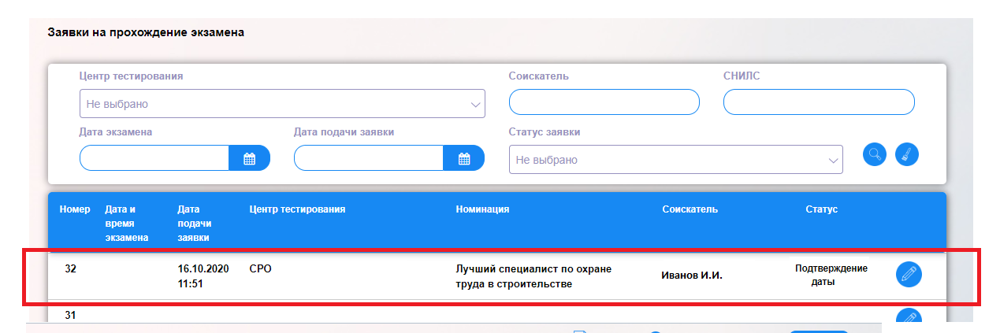 Заявки на прохождение экзамена
Центр тестирования Соискатель СНИЛС
Не выбрано
Дата экзамена Дата подачи заявки Статус заявки
Не выбрано
Номер Дата и время экзамена Дата подачи заявки Центр тестирования Номинация Соискатель Статус
32 16.10.2020 11:51 СРО Лучший специалист по охране труда в строительстве Иванов И.И. Подтверждение даты
31